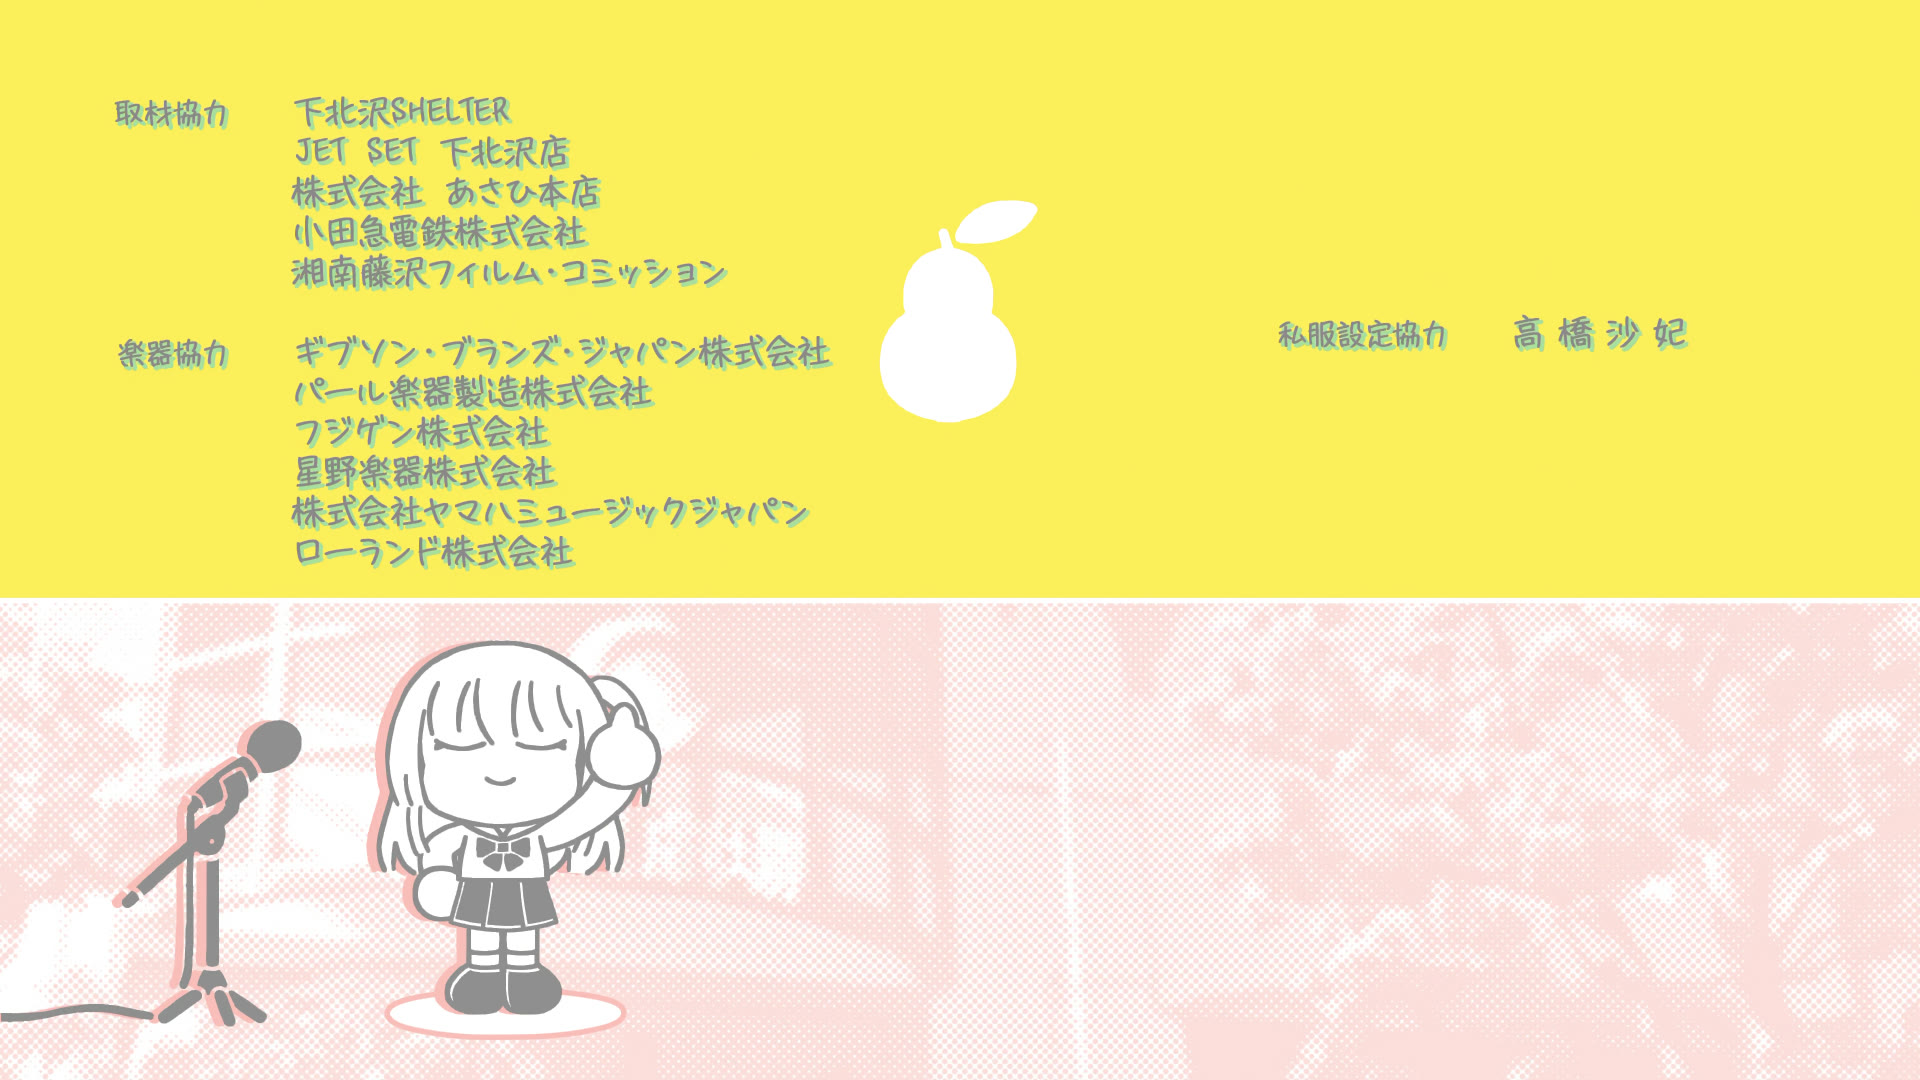 取材協力
下北沢SHELTER
JET SET 下北沢店
株式会社 あさひ本店
小田急電鉄株式会社
湘南藤沢フィルム・コミッション
楽器協力
ギブソン・ブランズ・ジャパン株式会社
パール楽器製造株式会社
フジゲン株式会社
星野楽器株式会社
株式会社ヤマハミュージックジャパン
ローランド株式会社
私服設定協力
高橋沙妃